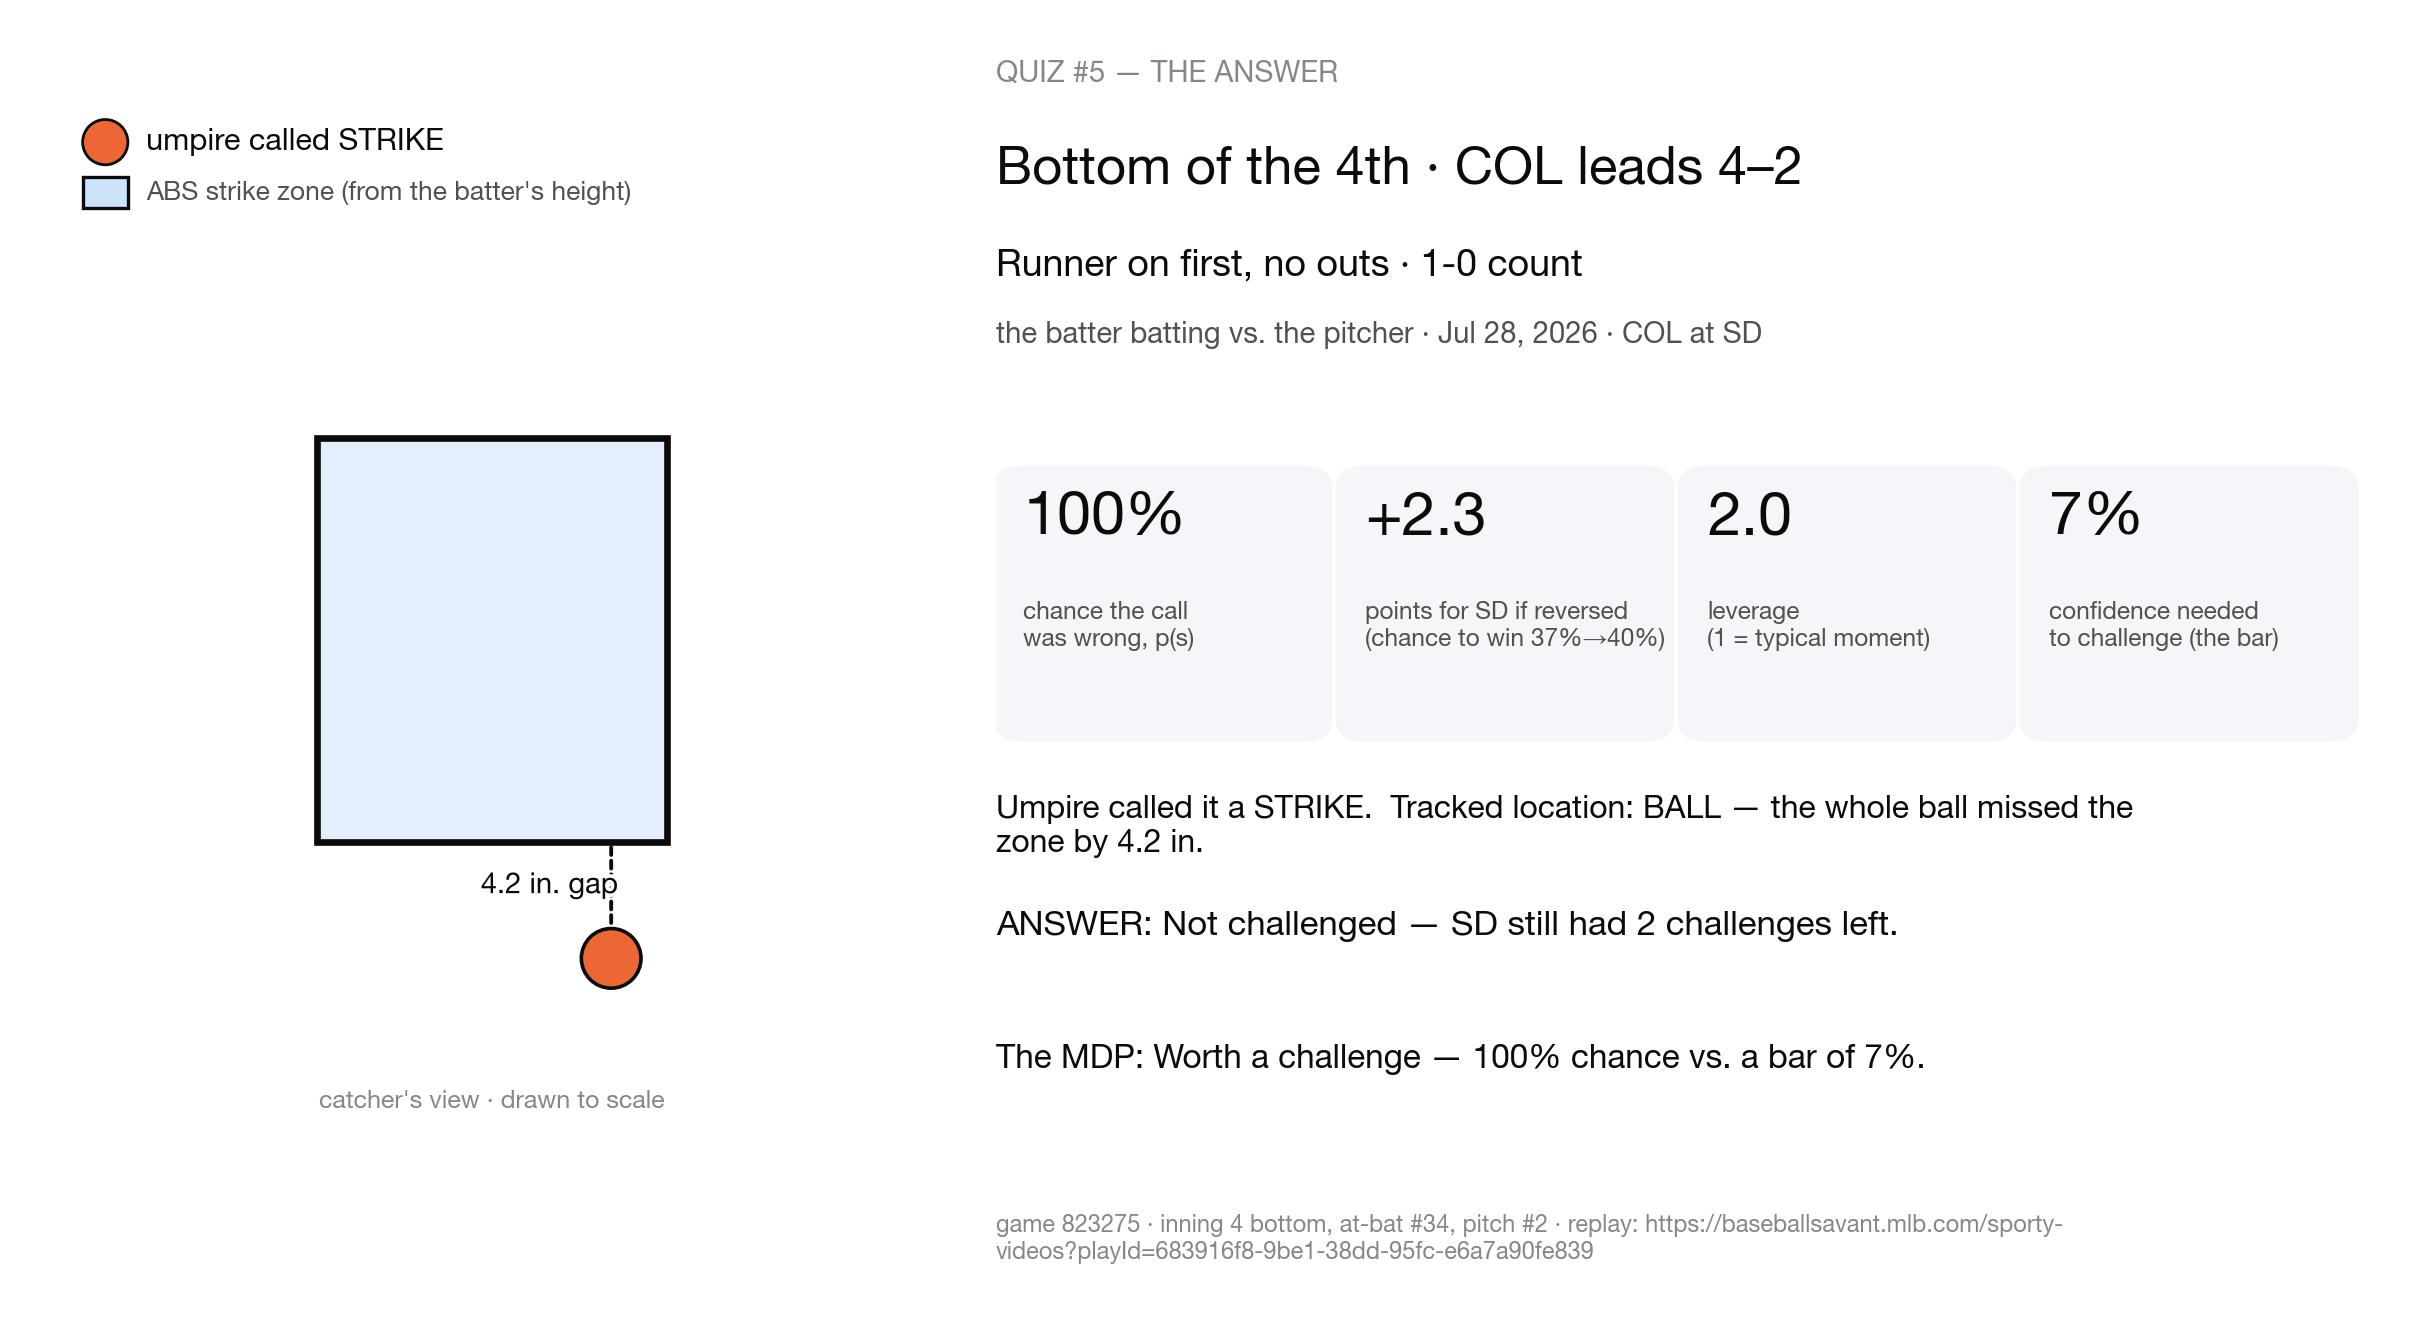 QUIZ #5 — THE ANSWER
umpire called STRIKE
ABS strike zone (from the batter's height)
Bottom of the 4th · COL leads 4–2
Runner on first, no outs · 1-0 count
the batter batting vs. the pitcher · Jul 28, 2026 · COL at SD
100%
chance the call
was wrong, p(s)
+2.3
points for SD if reversed
(chance to win 37%→40%)
2.0
leverage
(1 = typical moment)
7%
confidence needed
to challenge (the bar)
4.2 in. gap
catcher's view · drawn to scale
Umpire called it a STRIKE.  Tracked location: BALL — the whole ball missed the
zone by 4.2 in.
ANSWER: Not challenged — SD still had 2 challenges left.
The MDP: Worth a challenge — 100% chance vs. a bar of 7%.
game 823275 · inning 4 bottom, at-bat #34, pitch #2 · replay: https://baseballsavant.mlb.com/sporty-
videos?playId=683916f8-9be1-38dd-95fc-e6a7a90fe839